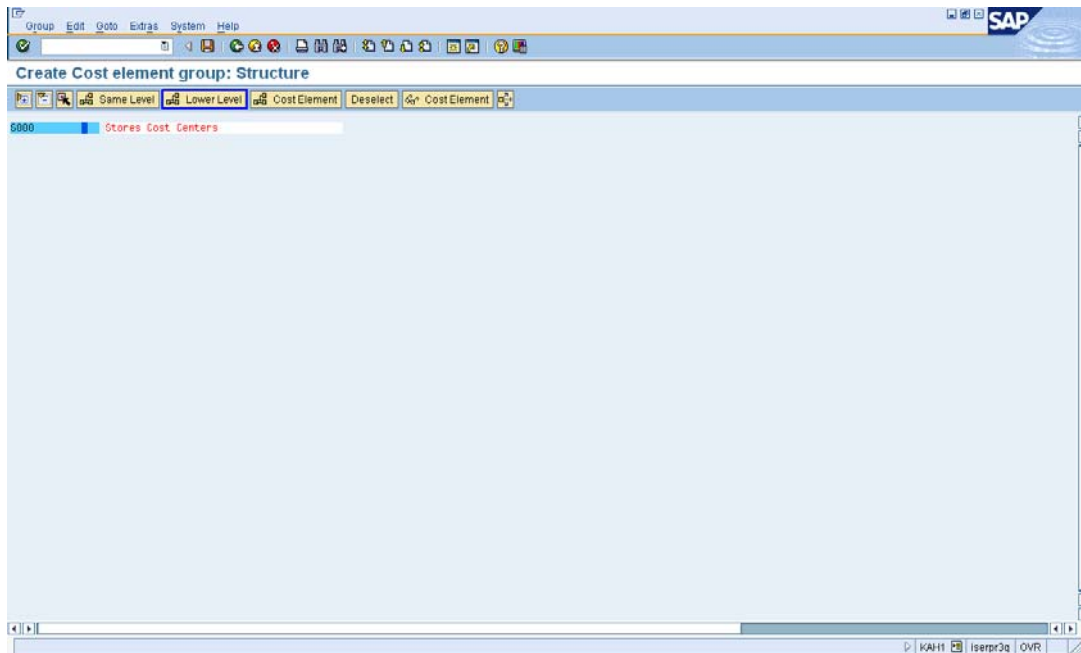 Group Edit Goto Extras System Help
SAP
Create Cost element group: Structure
Same Level Lower Level Cost Element Deselect Cost Element
S000 Stores Cost Centers
KAH1 iserpr3q OVR